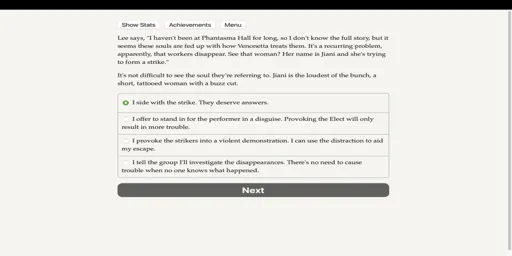 Show Stats Achievements Menu
Lee says, "I haven't been at Phantasma Hall for long, so I don't know the full story, but it
seems these souls are fed up with how Venconetta treats them. It's a recurring problem,
apparently, that workers disappear. See that woman? Her name is Jiani and she's trying
to form a strike."
It's not difficult to see the soul they're referring to. Jiani is the loudest of the bunch, a
short, tattooed woman with a buzz cut.
I side with the strike. They deserve answers.
I offer to stand in for the performer in a disguise. Provoking the Elect will only
result in more trouble.
I provoke the strikers into a violent demonstration. I can use the distraction to aid
my escape.
I tell the group I'll investigate the disappearances. There's no need to cause
trouble when no one knows what happened.
Next